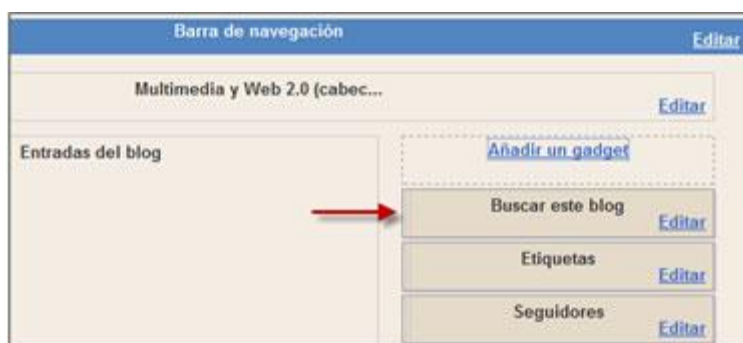 Barra de navegación
Editar
Multimedia y Web 2.0 (cabec...
Editar
Entradas del blog
Añadir un gadget
Buscar este blog
Editar
Etiquetas
Editar
Seguidores
Editar